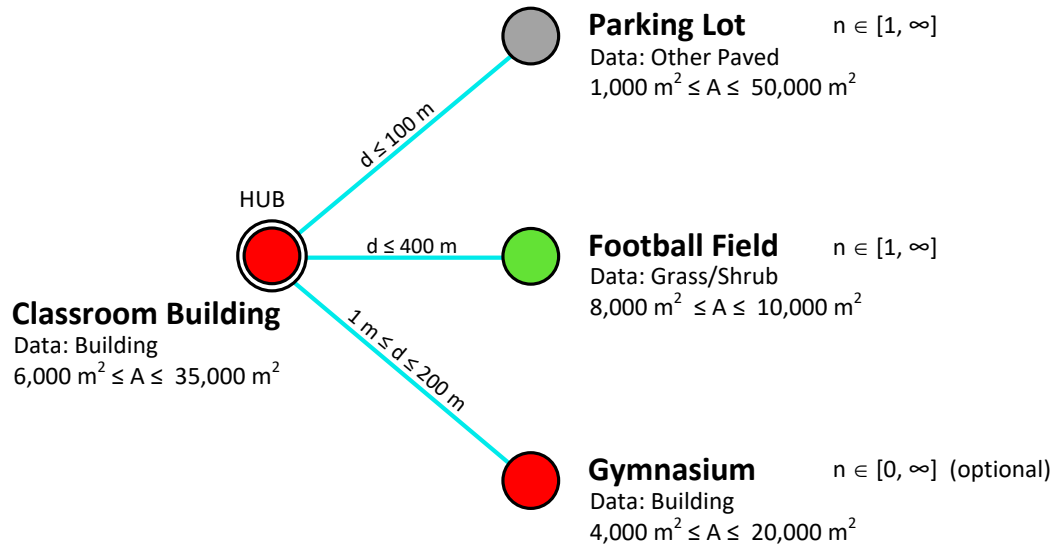 Parking Lot n ∈ [1, ∞]
Data: Other Paved
1,000 m² ≤ A ≤ 50,000 m²
d ≤ 100 m
HUB
d ≤ 400 m
Football Field n ∈ [1, ∞]
Data: Grass/Shrub
8,000 m² ≤ A ≤ 10,000 m²
Classroom Building
Data: Building
6,000 m² ≤ A ≤ 35,000 m²
1 m ≤ d ≤ 200 m
Gymnasium n ∈ [0, ∞] (optional)
Data: Building
4,000 m² ≤ A ≤ 20,000 m²